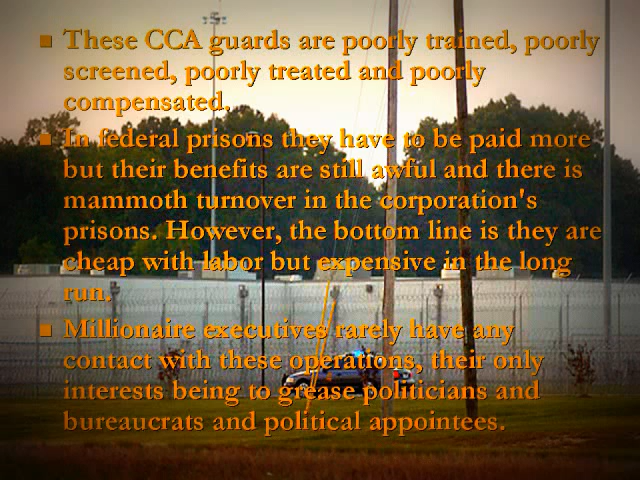 These CCA guards are poorly trained, poorly
screened, poorly treated and poorly
compensated.
In federal prisons they have to be paid more
but their benefits are still awful and there is
mammoth turnover in the corporation's
prisons. However, the bottom line is they are
cheap with labor but expensive in the long
run.
Millionaire executives rarely have any
contact with these operations, their only
interests being to grease politicians and
bureaucrats and political appointees.